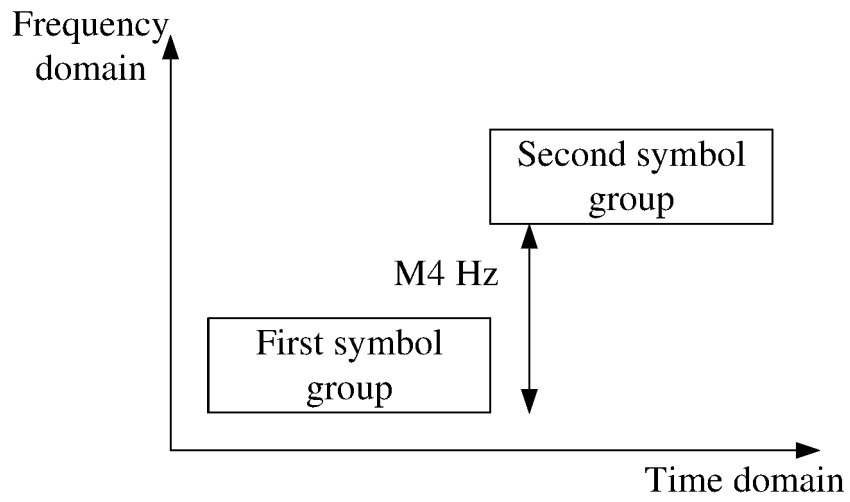 Frequency
domain
Second symbol
group
M4 Hz
First symbol
group
Time domain